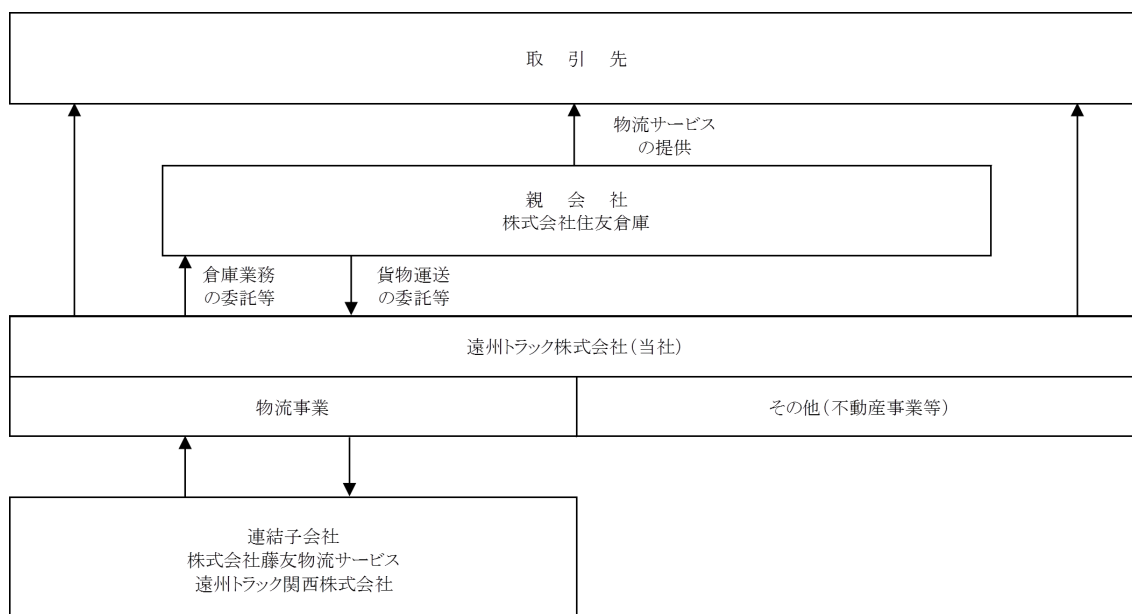 取引先
物流サービス
の提供
親会社
株式会社住友倉庫
倉庫業務
の委託等
貨物運送
の委託等
遠州トラック株式会社(当社)
物流事業
その他(不動産事業等)
連結子会社
株式会社藤友物流サービス
遠州トラック関西株式会社